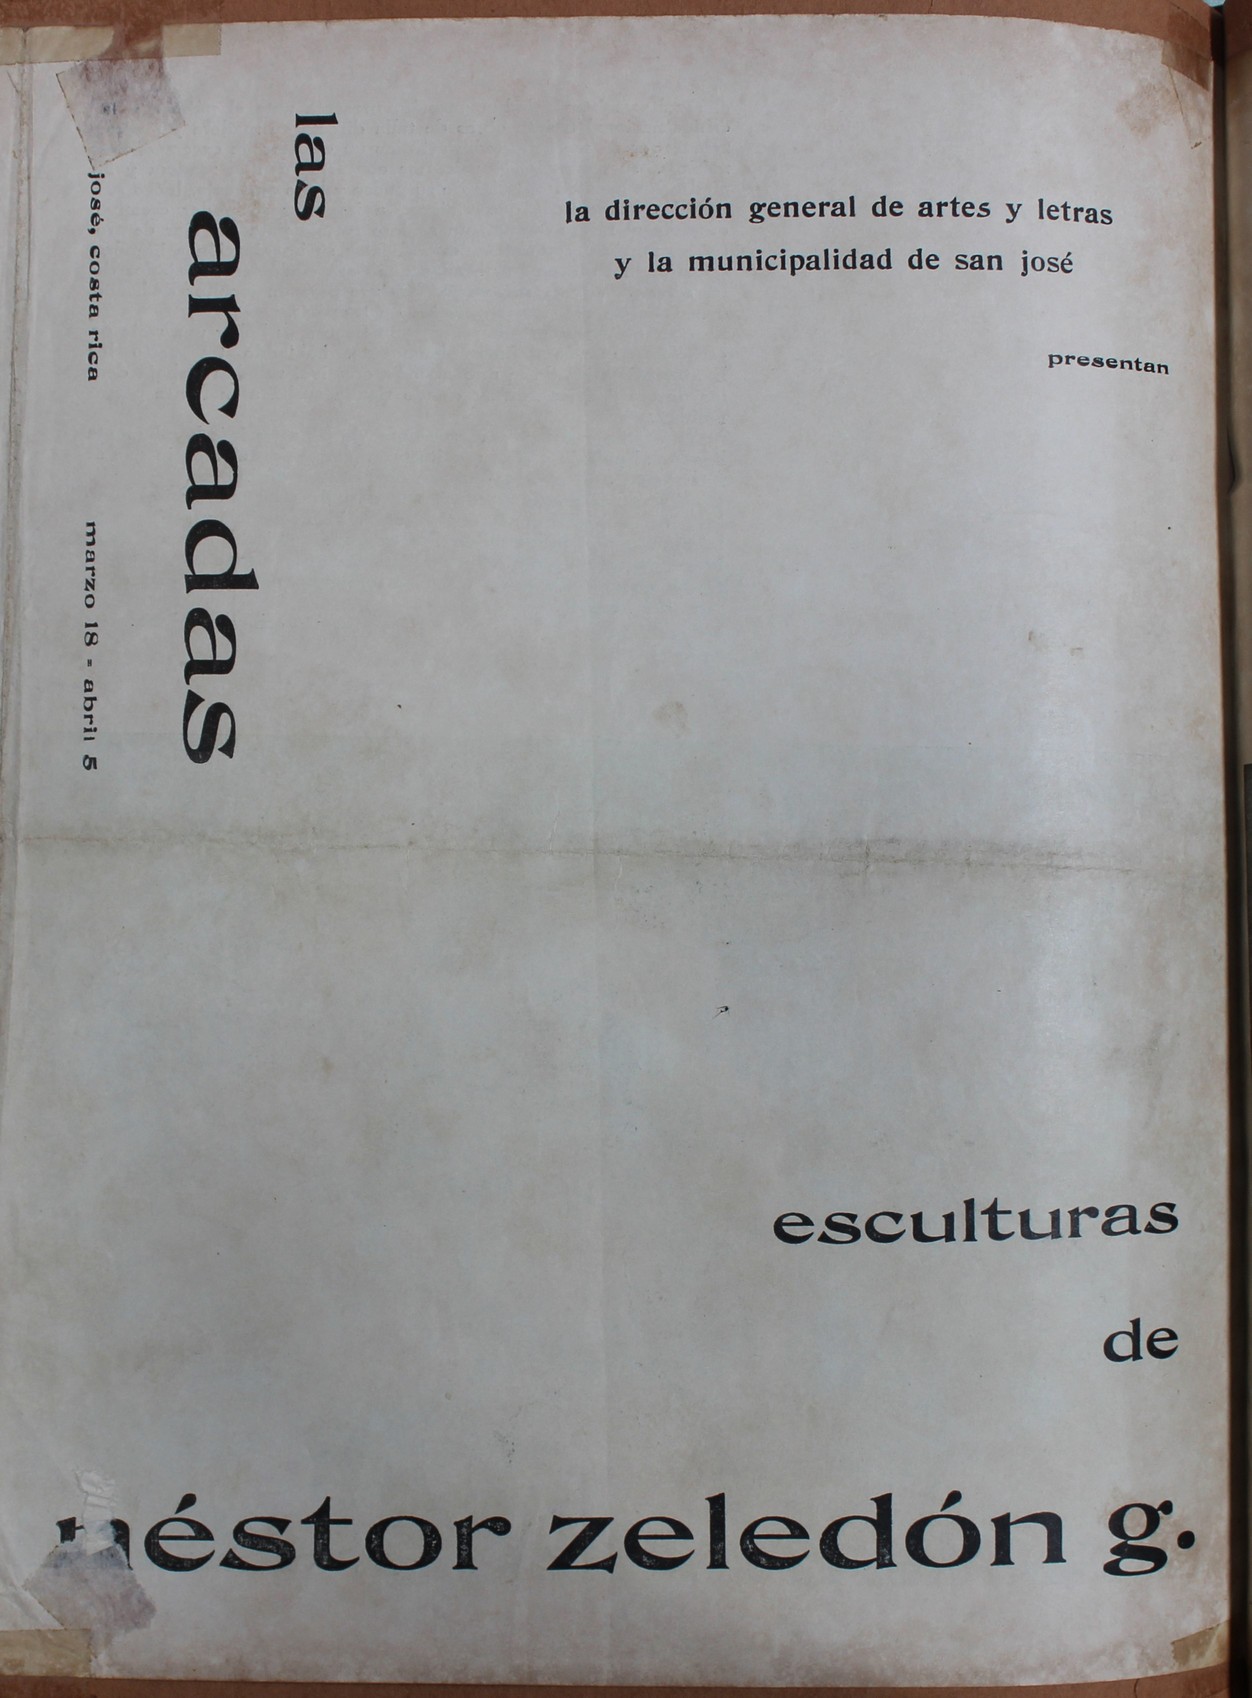 la dirección general de artes y letras
y la municipalidad de san josé
presentan
las
arcadas
josé, costa rica marzo 18 - abril 5
esculturas
de
néstor zeledón g.